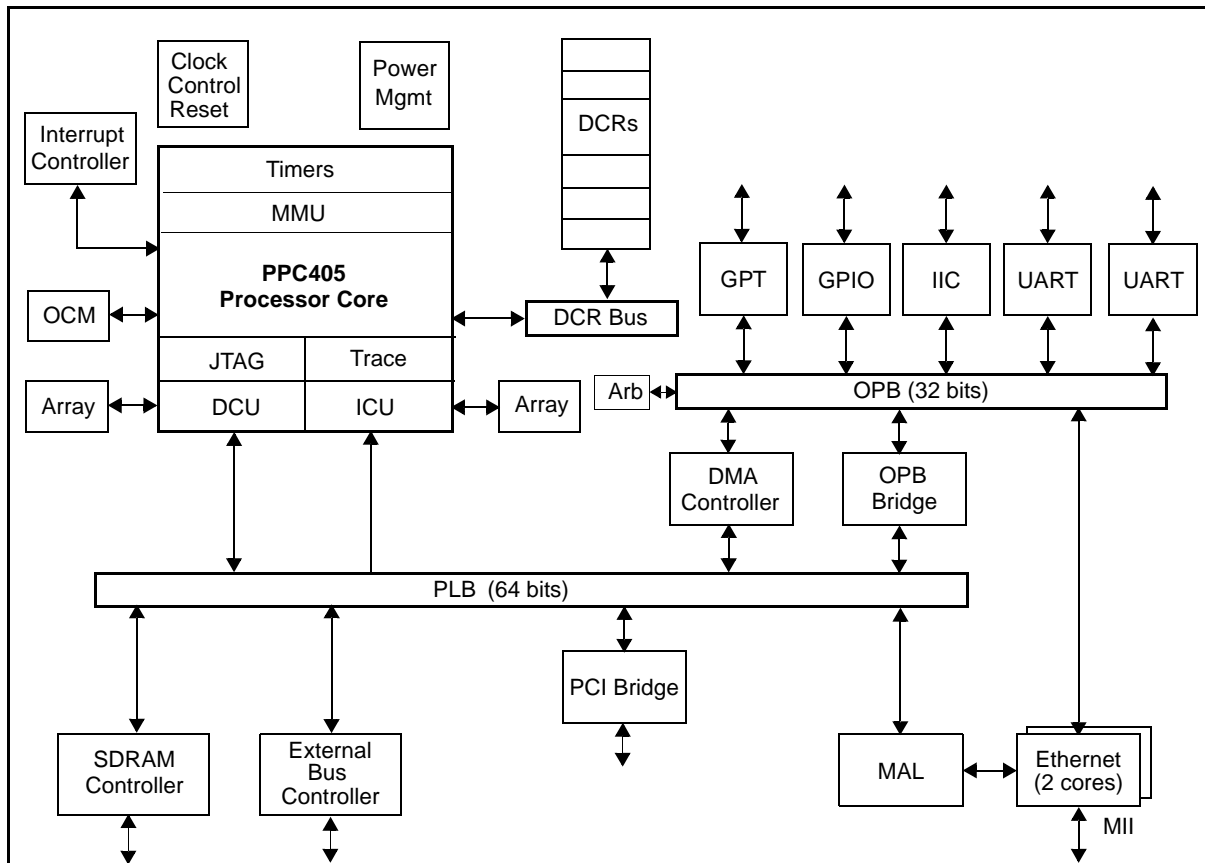 Clock
Control
Reset
Power
Mgmt
DCRs
Interrupt
Controller
Timers
MMU
PPC405
Processor Core
OCM
JTAG
Trace
Array
DCU
ICU
Array
DCR Bus
GPT
GPIO
IIC
UART
UART
Arb
OPB (32 bits)
DMA
Controller
OPB
Bridge
PLB (64 bits)
PCI Bridge
SDRAM
Controller
External
Bus
Controller
MAL
Ethernet
(2 cores)
MII